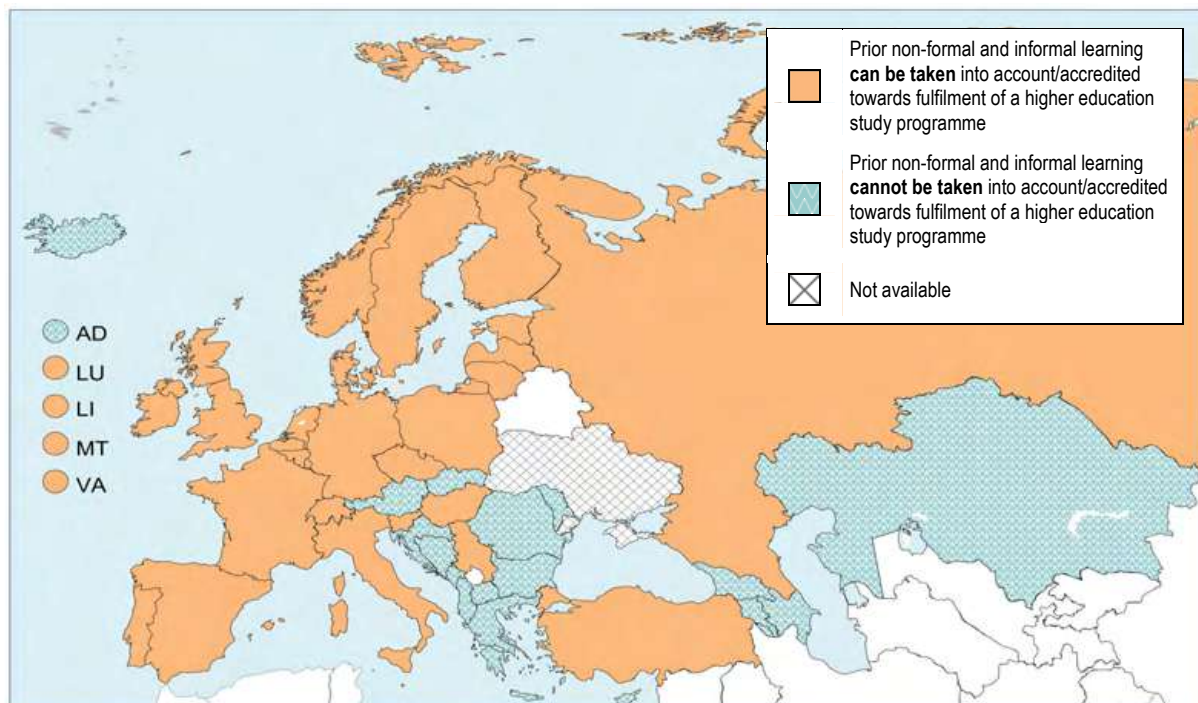 Prior non-formal and informal learning
can be taken into account/accredited
towards fulfilment of a higher education
study programme
Prior non-formal and informal learning
cannot be taken into account/accredited
towards fulfilment of a higher education
study programme
Not available
AD
LU
LI
MT
VA